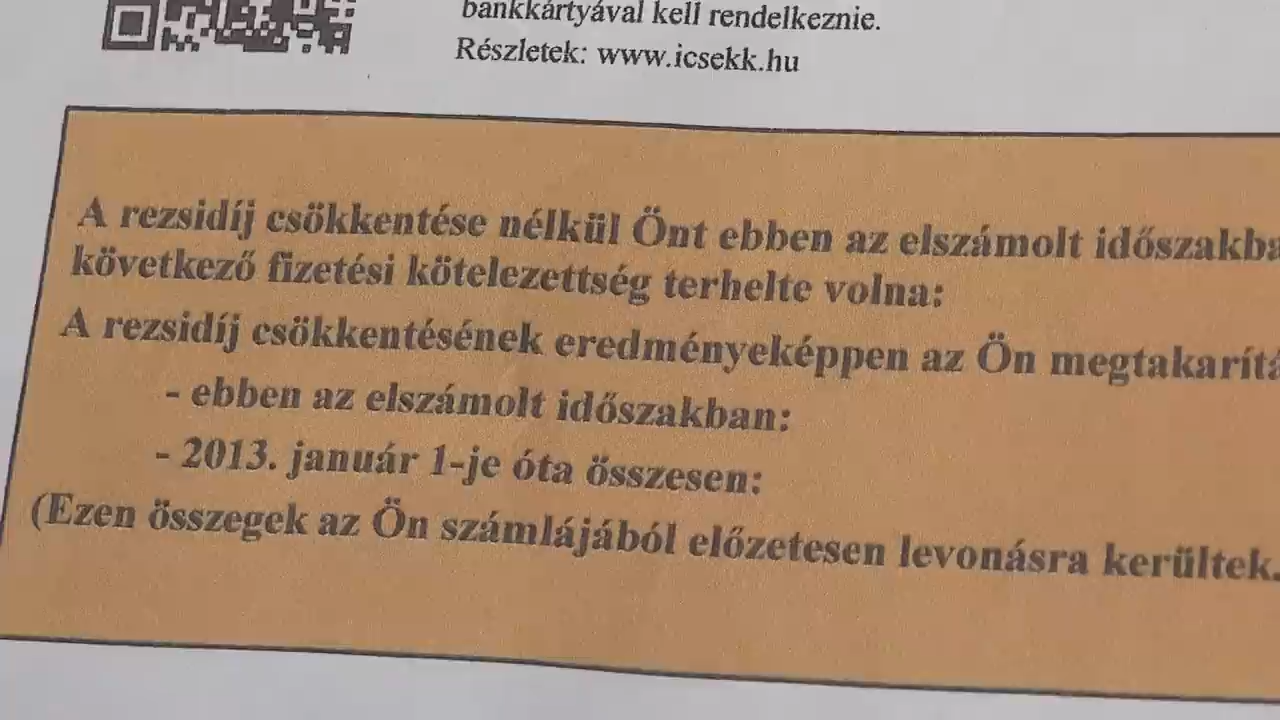 bankkártyával kell rendelkeznie.
Részletek: www.icsekk.hu
A rezsidíj csökkentése nélkül Önt ebben az elszámolt
következő fizetési kötelezettség terhelte volna:
A rezsidíj csökkentésének eredményeképpen az Ön
- ebben az elszámolt időszakban:
- 2013. január 1-je óta összesen:
(Ezen összegek az Ön számlájából előzetesen levonásra kerültek.